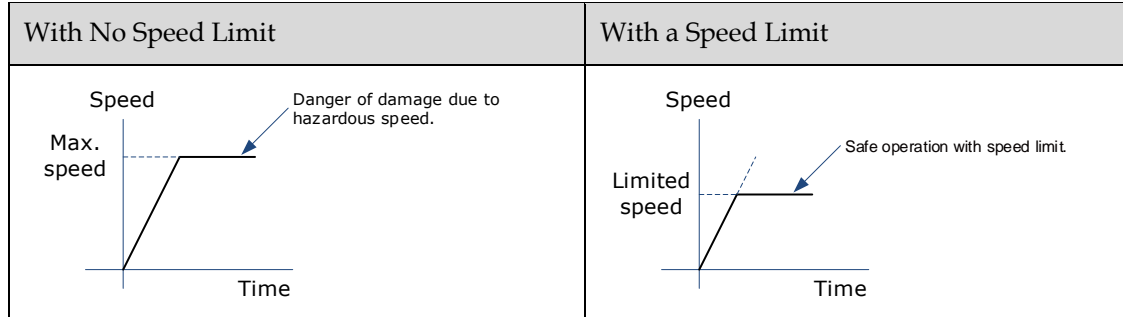 With No Speed Limit
With a Speed Limit
Speed
Danger of damage due to
hazardous speed.
Max.
speed
Time
Speed
Safe operation with speed limit.
Limited
speed
Time